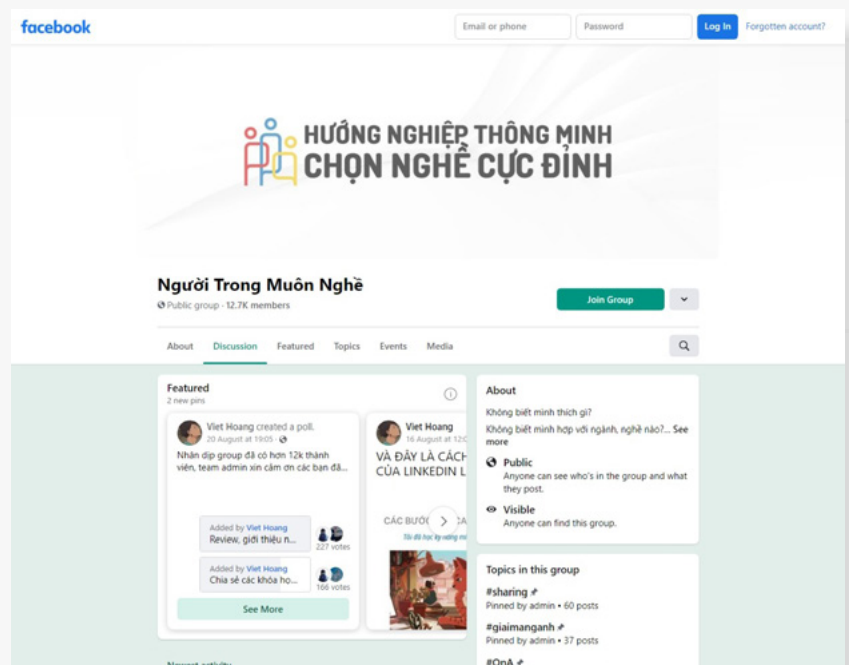 facebook
Email or phone
Password
Log In
Forgotten account?
HƯỚNG NGHIỆP THÔNG MINH
CHỌN NGHỀ CỰC ĐỈNH
Người Trong Muôn Nghề
Public group · 12.7K members
Join Group
About
Discussion
Featured
Topics
Events
Media
Featured
2 new pins
Viet Hoang created a poll.
20 August at 19:05 ·
Nhân dịp group đã có hơn 12k thành
viên, team admin xin cảm ơn các bạn đã...
Added by Viet Hoang
Review, giới thiệu n...
227 votes
Added by Viet Hoang
Chia sẻ các khóa họ...
166 votes
See More
Viet Hoang
16 August at 12:0
VÀ ĐÂY LÀ CÁCH
CỦA LINKEDIN L
CÁC BƯỚ
About
Không biết mình thích gì?
Không biết mình hợp với ngành, nghề nào?... See
more
Public
Anyone can see who's in the group and what
they post.
Visible
Anyone can find this group.
Topics in this group
#sharing
Pinned by admin • 60 posts
#giaimanganh
Pinned by admin • 37 posts
#QnA
Newest activity